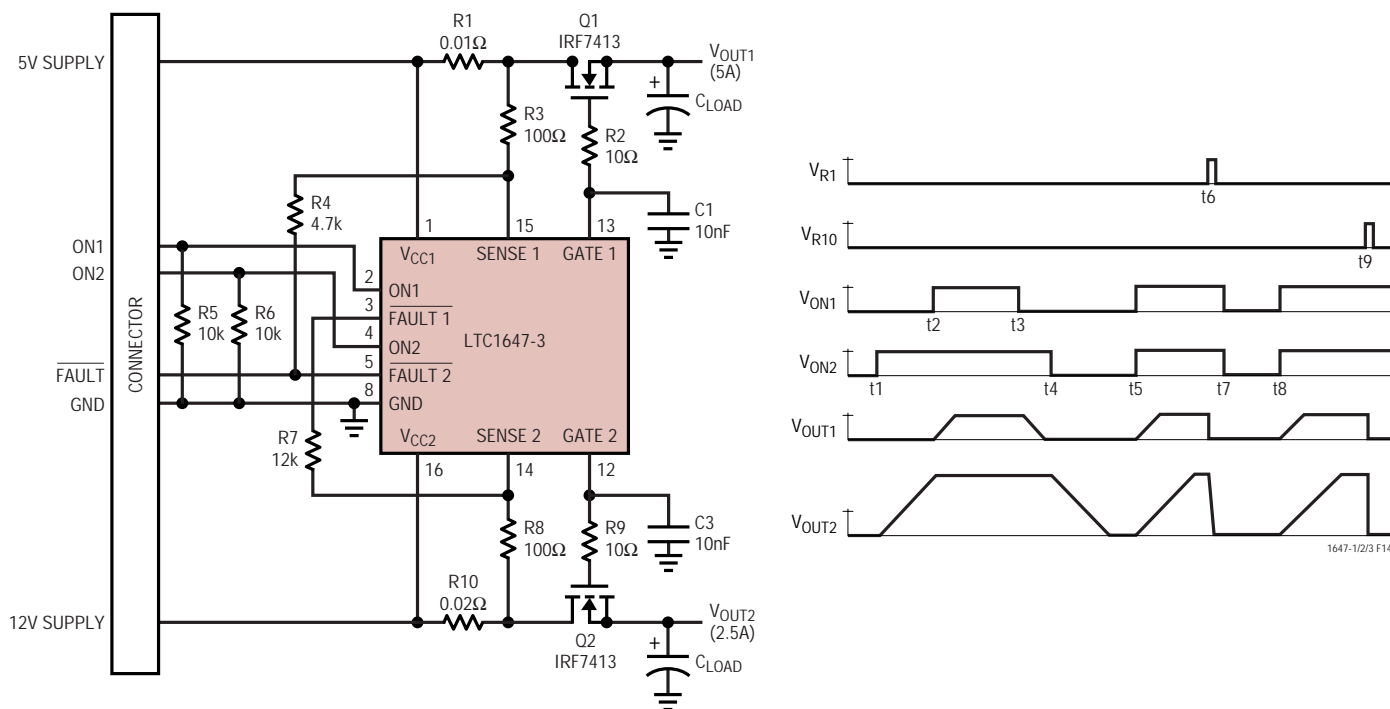 R1
0.01Ω
Q1
IRF7413
5V SUPPLY
VOUT1
(5A)
+
CLOAD
R3
100Ω
R2
10Ω
R4
4.7k
C1
10nF
1
15
13
ON1
ON2
VCC1
SENSE 1
GATE 1
2
ON1
3
FAULT 1
4
ON2
5
FAULT 2
8
GND
LTC1647-3
R5
10k
R6
10k
CONNECTOR
FAULT
GND
VCC2
SENSE 2
GATE 2
R7
12k
16
14
12
R8
100Ω
R9
10Ω
C3
10nF
R10
0.02Ω
12V SUPPLY
Q2
IRF7413
VOUT2
(2.5A)
+
CLOAD
VR1
t6
VR10
t9
VON1
t2
t3
VON2
t1
t4
t5
t7
t8
VOUT1
VOUT2
1647-1/2/3 F14